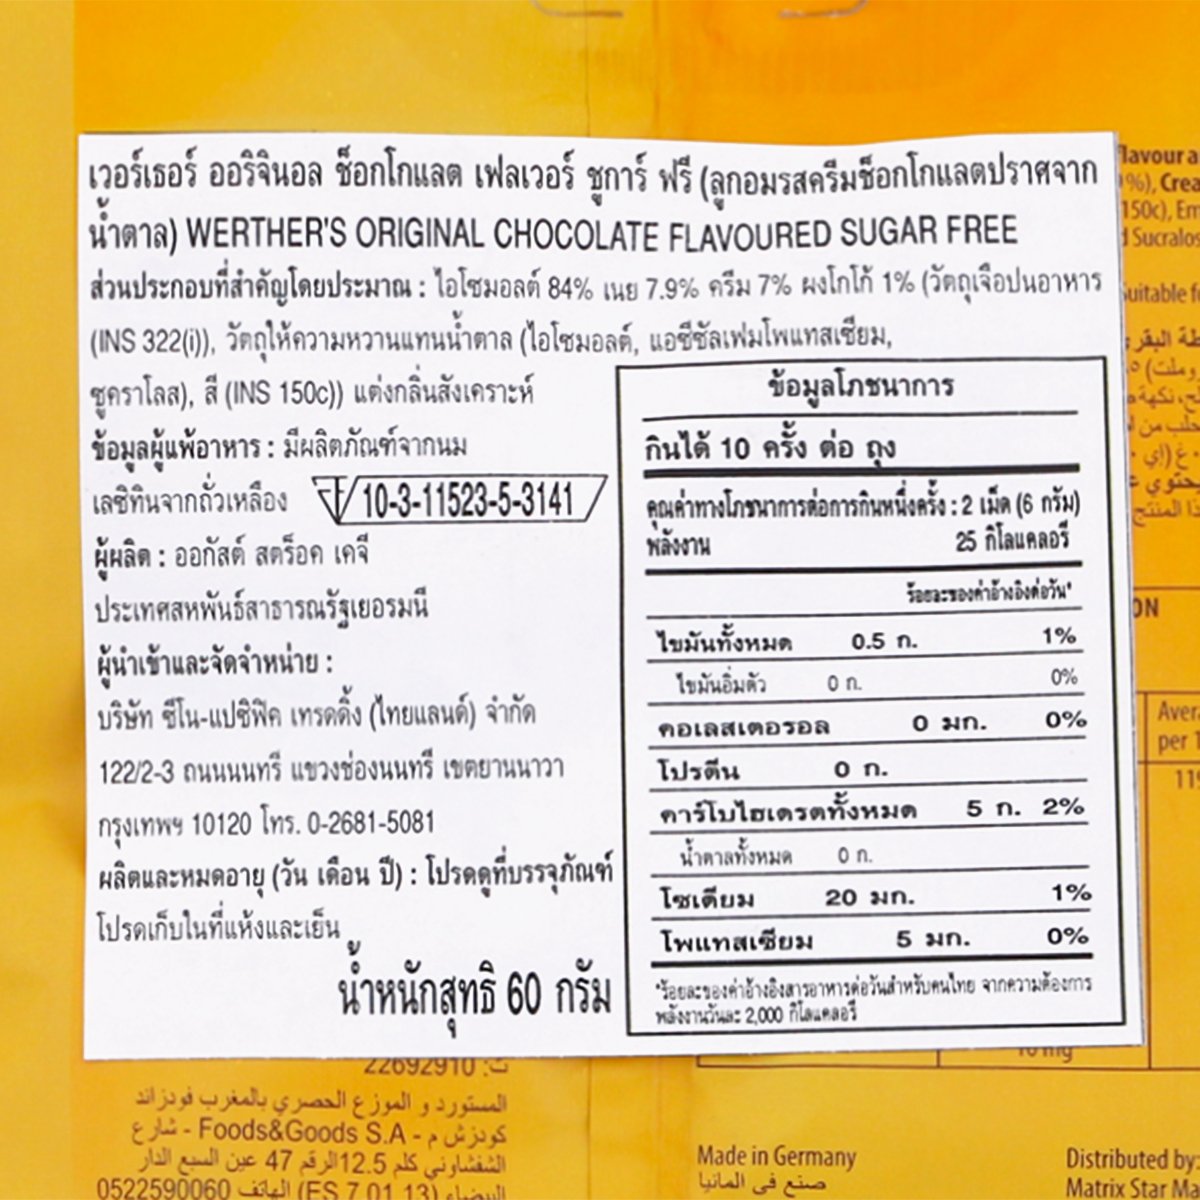 เวอร์เธอร์ ออริจินอล ช็อกโกแลต เฟลเวอร์ ชูการ์ ฟรี (ลูกอมรสครีมช็อกโกแลตปราศจาก
น้ำตาล) WERTHER'S ORIGINAL CHOCOLATE FLAVOURED SUGAR FREE
ส่วนประกอบที่สำคัญโดยประมาณ : ไอโซมอลต์ 84% เนย 7.9% ครีม 7% ผงโกโก้ 1% (วัตถุเจือปนอาหาร
(INS 322(i)), วัตถุให้ความหวานแทนน้ำตาล (ไอโซมอลต์, แอซีซัลเฟมโพแทสเซียม,
ซูคราโลส), สี (INS 150c)) แต่งกลิ่นสังเคราะห์
ข้อมูลผู้แพ้อาหาร : มีผลิตภัณฑ์จากนม
เลซิทินจากถั่วเหลือง
10-3-11523-5-3141
ผู้ผลิต : ออกัสต์ สตร็อค เคจี
ประเทศสหพันธ์สาธารณรัฐเยอรมนี
ผู้นำเข้าและจัดจำหน่าย :
บริษัท ซีโน-แปซิฟิค เทรดดิ้ง (ไทยแลนด์) จำกัด
122/2-3 ถนนนนทรี แขวงช่องนนทรี เขตยานนาวา
กรุงเทพฯ 10120 โทร. 0-2681-5081
ผลิตและหมดอายุ (วัน เดือน ปี) : โปรดดูที่บรรจุภัณฑ์
โปรดเก็บในที่แห้งและเย็น
น้ำหนักสุทธิ 60 กรัม
ข้อมูลโภชนาการ
กินได้ 10 ครั้ง ต่อ ถุง
คุณค่าทางโภชนาการต่อการกินหนึ่งครั้ง : 2 เม็ด (6 กรัม)
พลังงาน 25 กิโลแคลอรี
ร้อยละของค่าอ้างอิงต่อวัน*
ไขมันทั้งหมด 0.5 ก. 1%
ไขมันอิ่มตัว 0 ก. 0%
คอเลสเตอรอล 0 มก. 0%
โปรตีน 0 ก.
คาร์โบไฮเดรตทั้งหมด 5 ก. 2%
น้ำตาลทั้งหมด 0 ก.
โซเดียม 20 มก. 1%
โพแทสเซียม 5 มก. 0%
*ร้อยละของค่าอ้างอิงสารอาหารต่อวันสำหรับคนไทย จากความต้องการ
พลังงานวันละ 2,000 กิโลแคลอรี
%), Crea
150c), Em
Sucralos
uitable f
طة البقري
ON
Aver
per 1
10 mg
ت: 22692910
المستورد و الموزع الحصري بالمغرب فودزاند
كودزش م - Foods&Goods S.A - شارع
الشفشاوني كلم 12.5الرقم 47 عين السبع الدار
البيضاء (ES 7.01.13) الهاتف 0522590060
Made in Germany
صنع في المانيا
Distributed by:
Matrix Star Ma